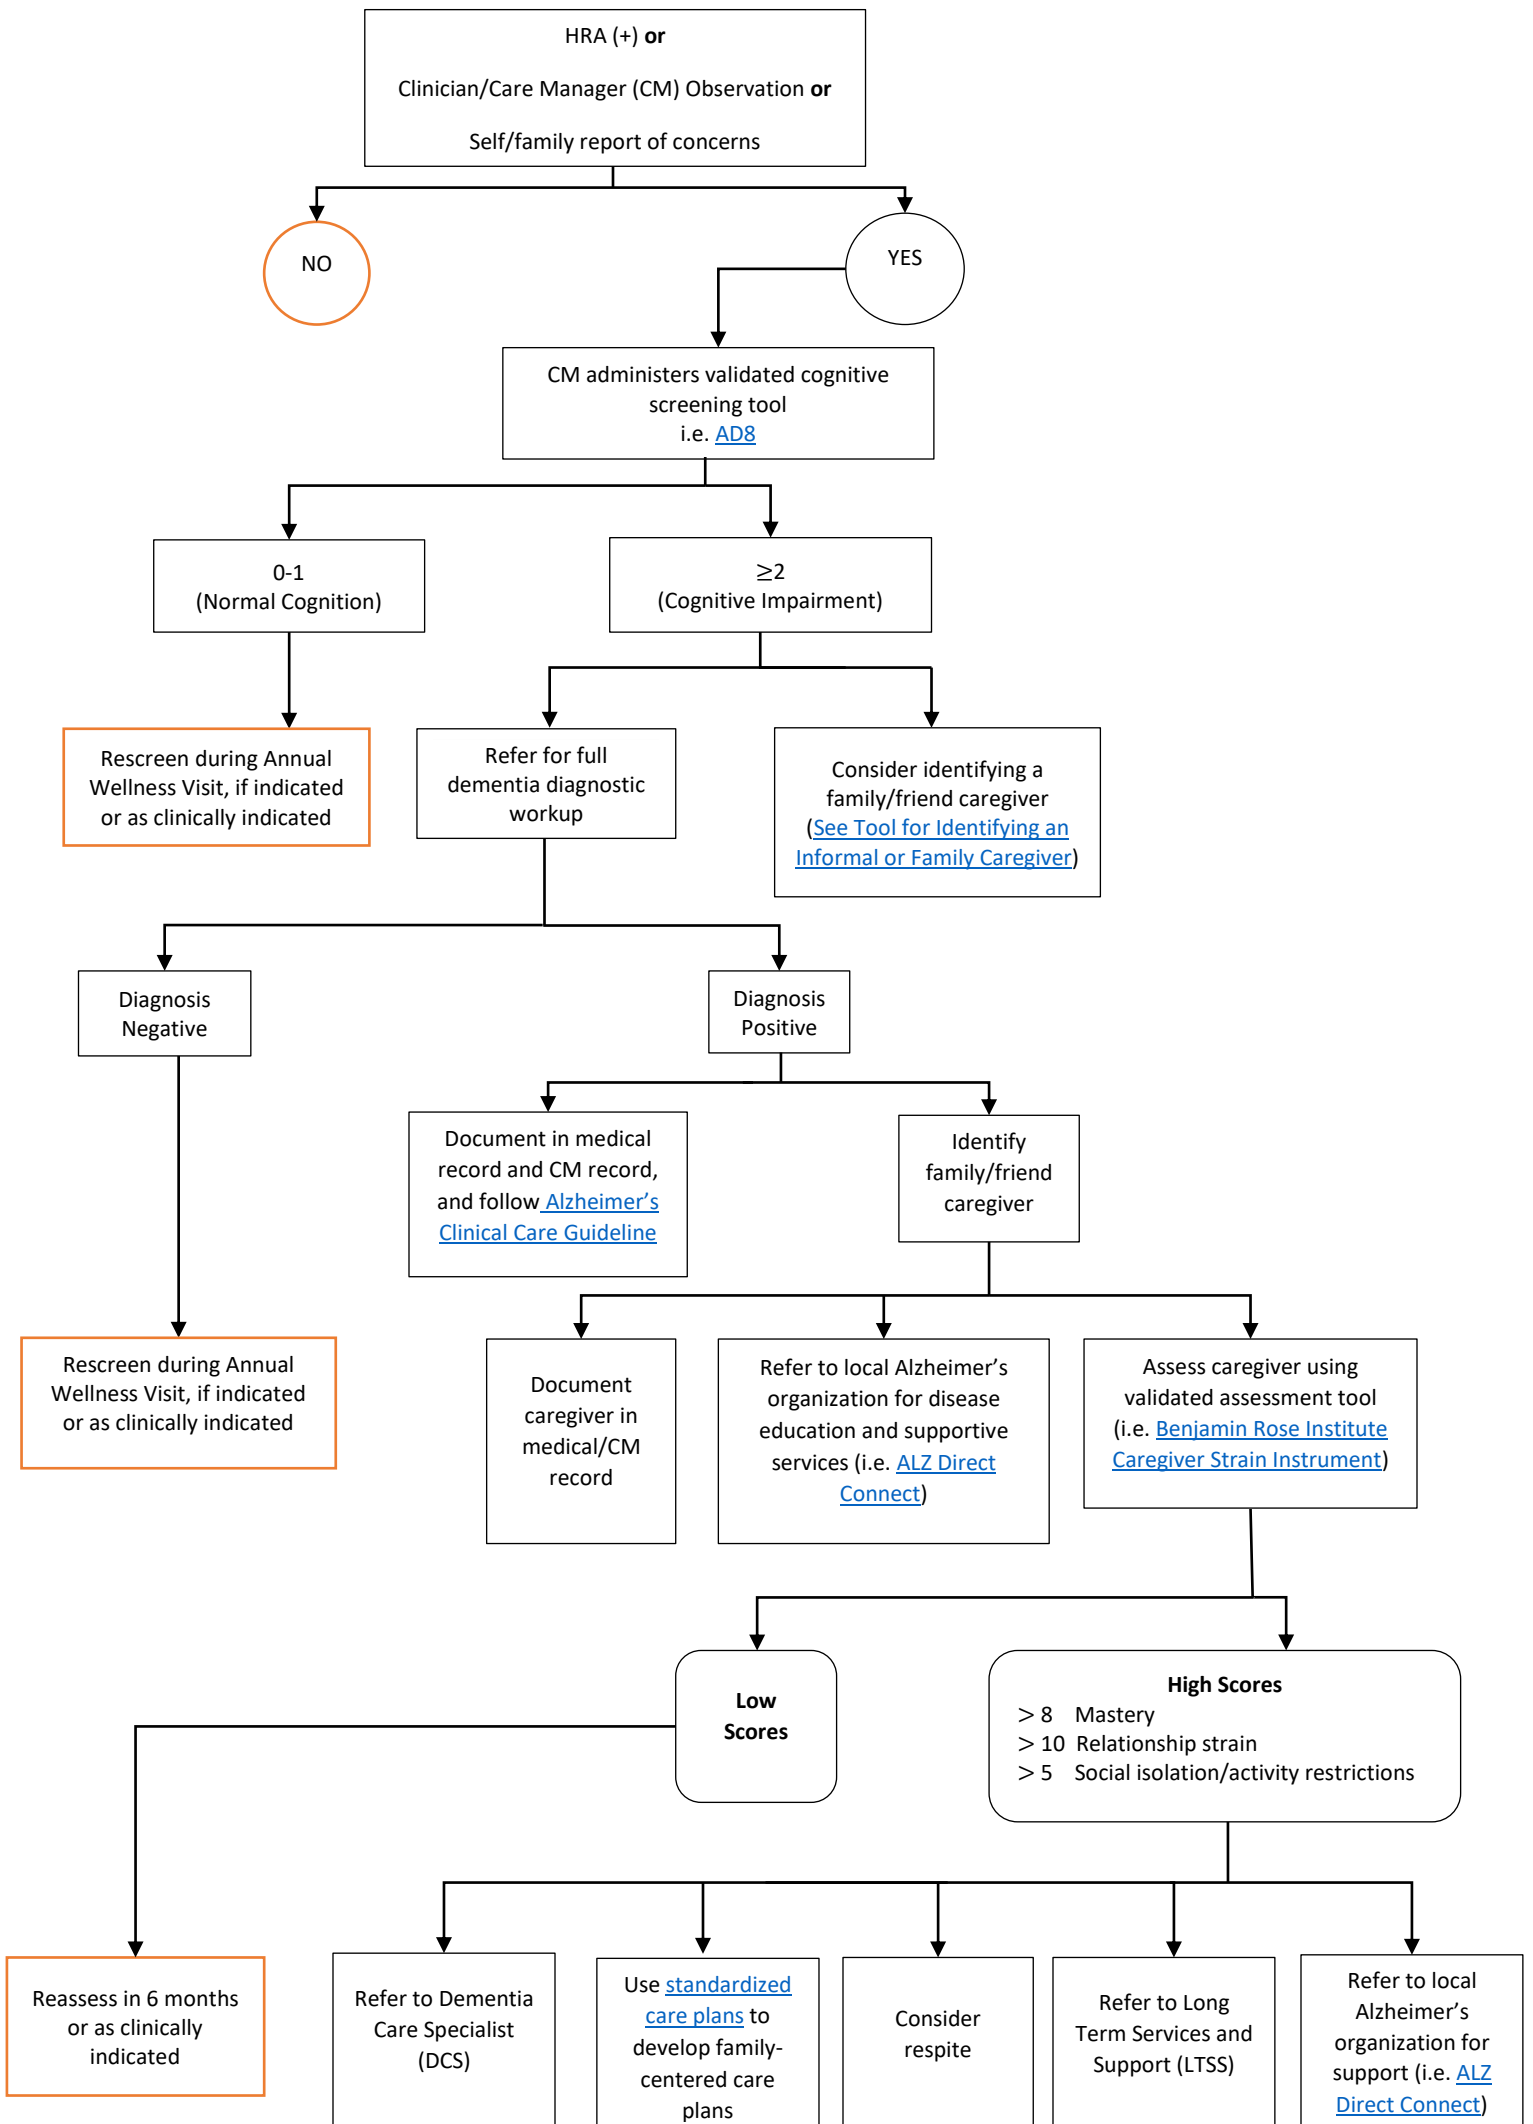 HRA (+) or
Clinician/Care Manager (CM) Observation or
Self/family report of concerns
NO
YES
CM administers validated cognitive
screening tool
i.e. AD8
0-1
(Normal Cognition)
≥2
(Cognitive Impairment)
Rescreen during Annual
Wellness Visit, if indicated
or as clinically indicated
Refer for full
dementia diagnostic
workup
Consider identifying a
family/friend caregiver
(See Tool for Identifying an
Informal or Family Caregiver)
Diagnosis
Negative
Diagnosis
Positive
Document in medical
record and CM record,
and follow Alzheimer’s
Clinical Care Guideline
Identify
family/friend
caregiver
Rescreen during Annual
Wellness Visit, if indicated
or as clinically indicated
Document
caregiver in
medical/CM
record
Refer to local Alzheimer’s
organization for disease
education and supportive
services (i.e. ALZ Direct
Connect)
Assess caregiver using
validated assessment tool
(i.e. Benjamin Rose Institute
Caregiver Strain Instrument)
Low
Scores
High Scores
> 8 Mastery
> 10 Relationship strain
> 5 Social isolation/activity restrictions
Reassess in 6 months
or as clinically
indicated
Refer to Dementia
Care Specialist
(DCS)
Use standardized
care plans to
develop family-
centered care
plans
Consider
respite
Refer to Long
Term Services and
Support (LTSS)
Refer to local
Alzheimer’s
organization for
support (i.e. ALZ
Direct Connect)